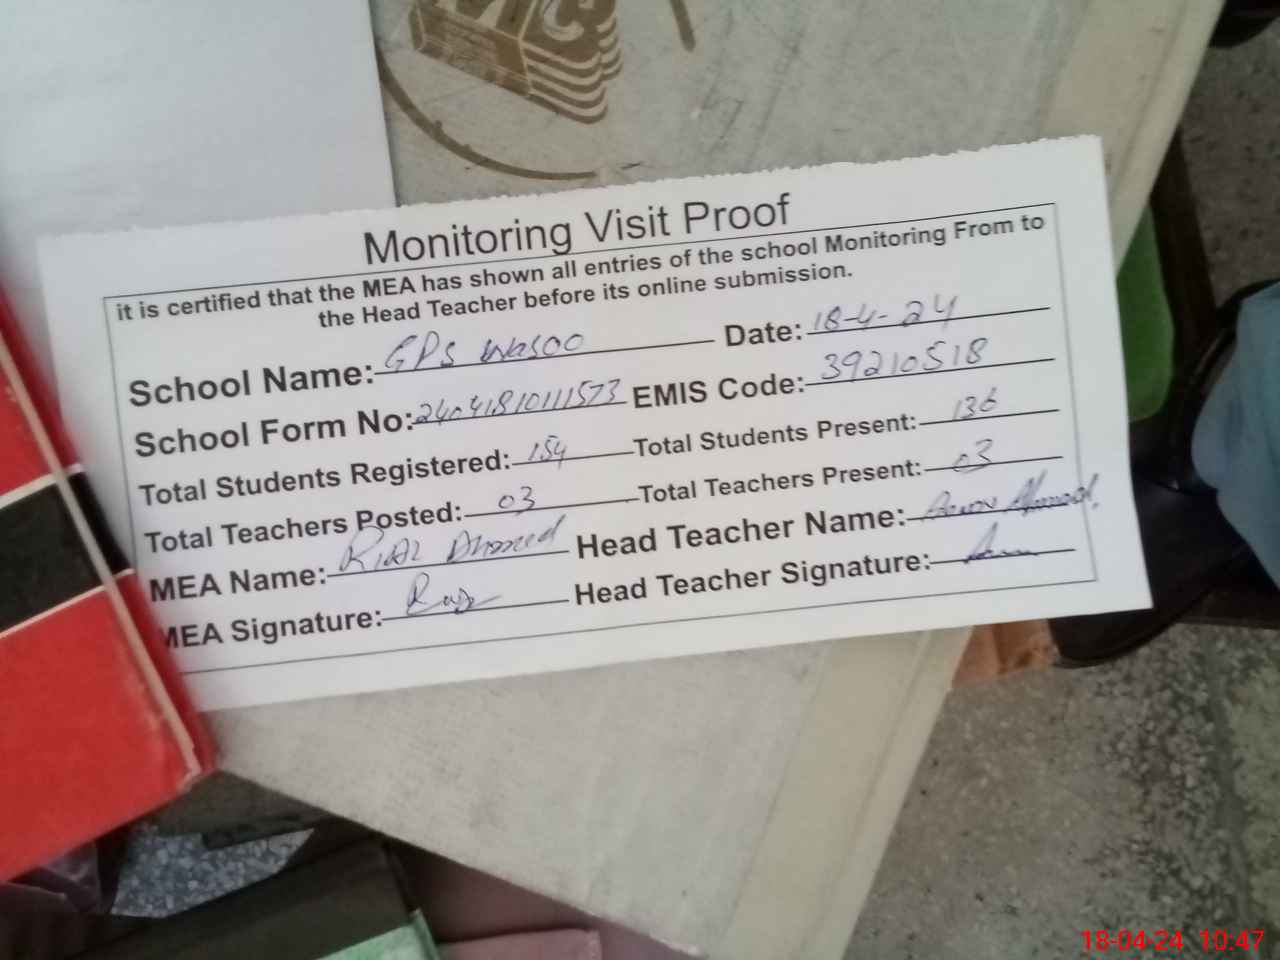 MC
Monitoring Visit Proof
it is certified that the MEA has shown all entries of the school Monitoring From to
the Head Teacher before its online submission.
School Name: GPS Wasoo Date: 18-4-24
School Form No: 24041810111573 EMIS Code: 39210518
Total Students Registered: 154 Total Students Present: 136
Total Teachers Posted: 03 Total Teachers Present: 03
MEA Name: Riaz Ahmed Head Teacher Name: Ahmad.
MEA Signature: Head Teacher Signature:
18-04-24 10:47